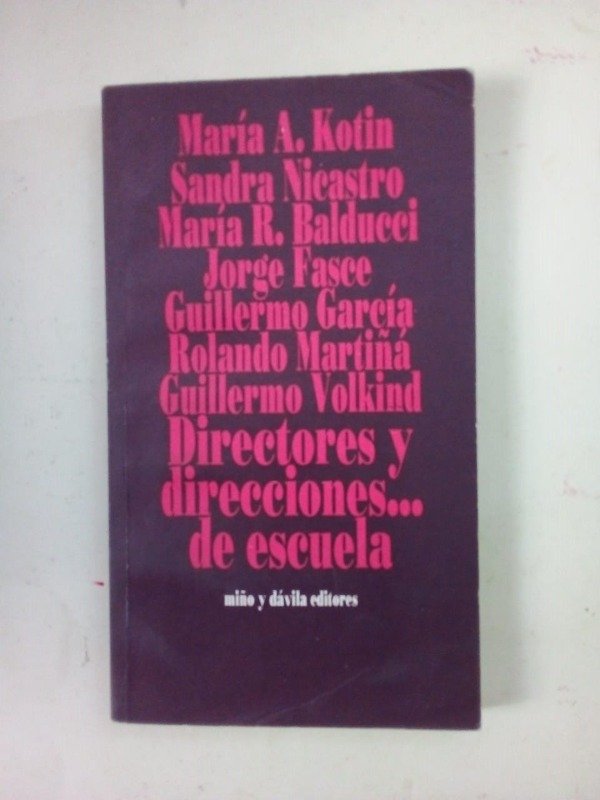 María A. Kotin
Sandra Nicastro
María R. Balducci
Jorge Fasce
Guillermo García
Rolando Martiñá
Guillermo Volkind
Directores y
direcciones...
de escuela
miño y dávila editores